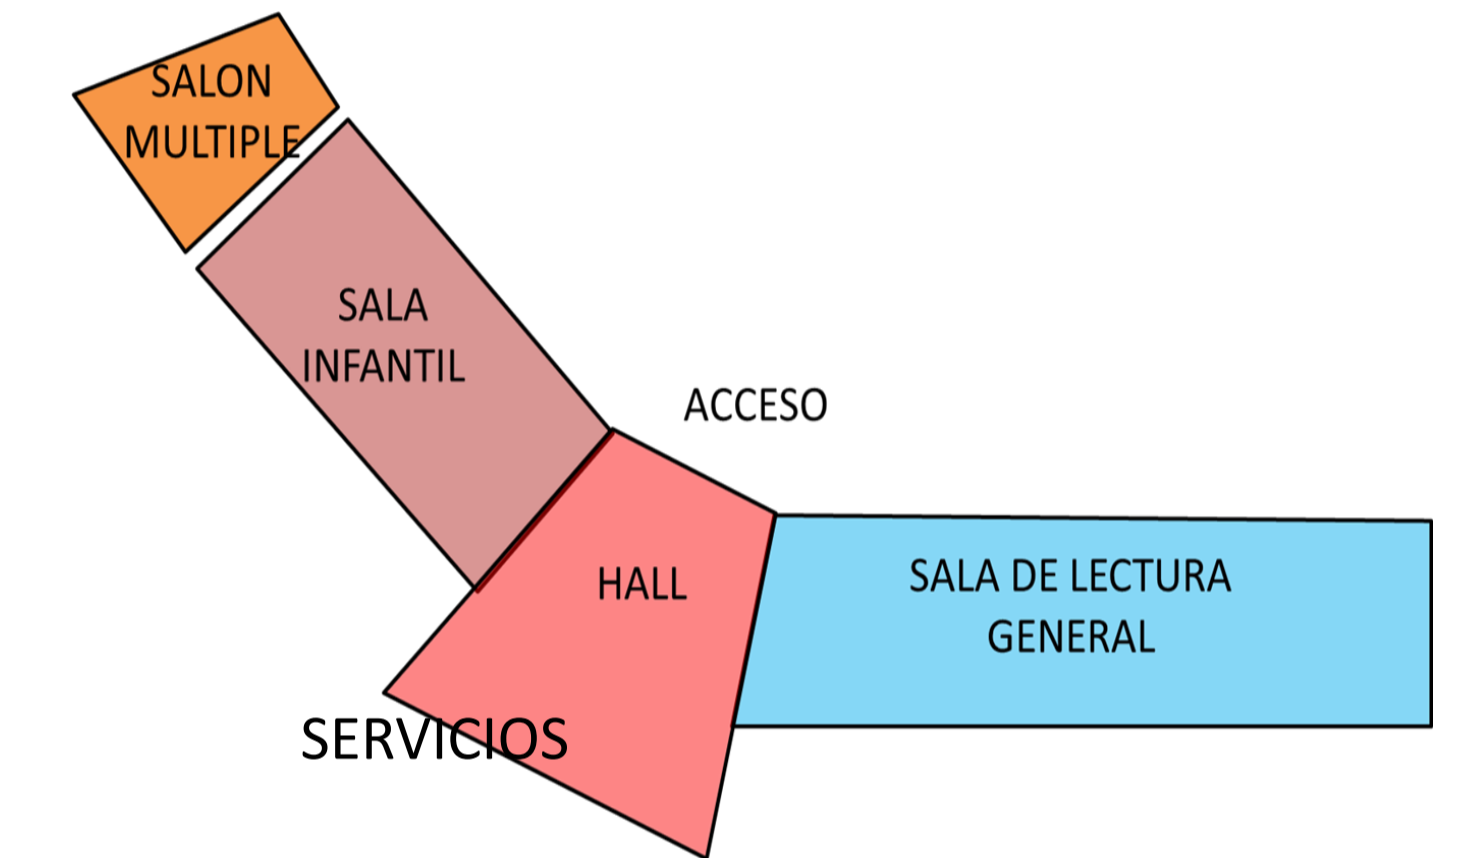 SALON
MULTIPLE
SALA
INFANTIL
ACCESO
HALL
SALA DE LECTURA
GENERAL
SERVICIOS